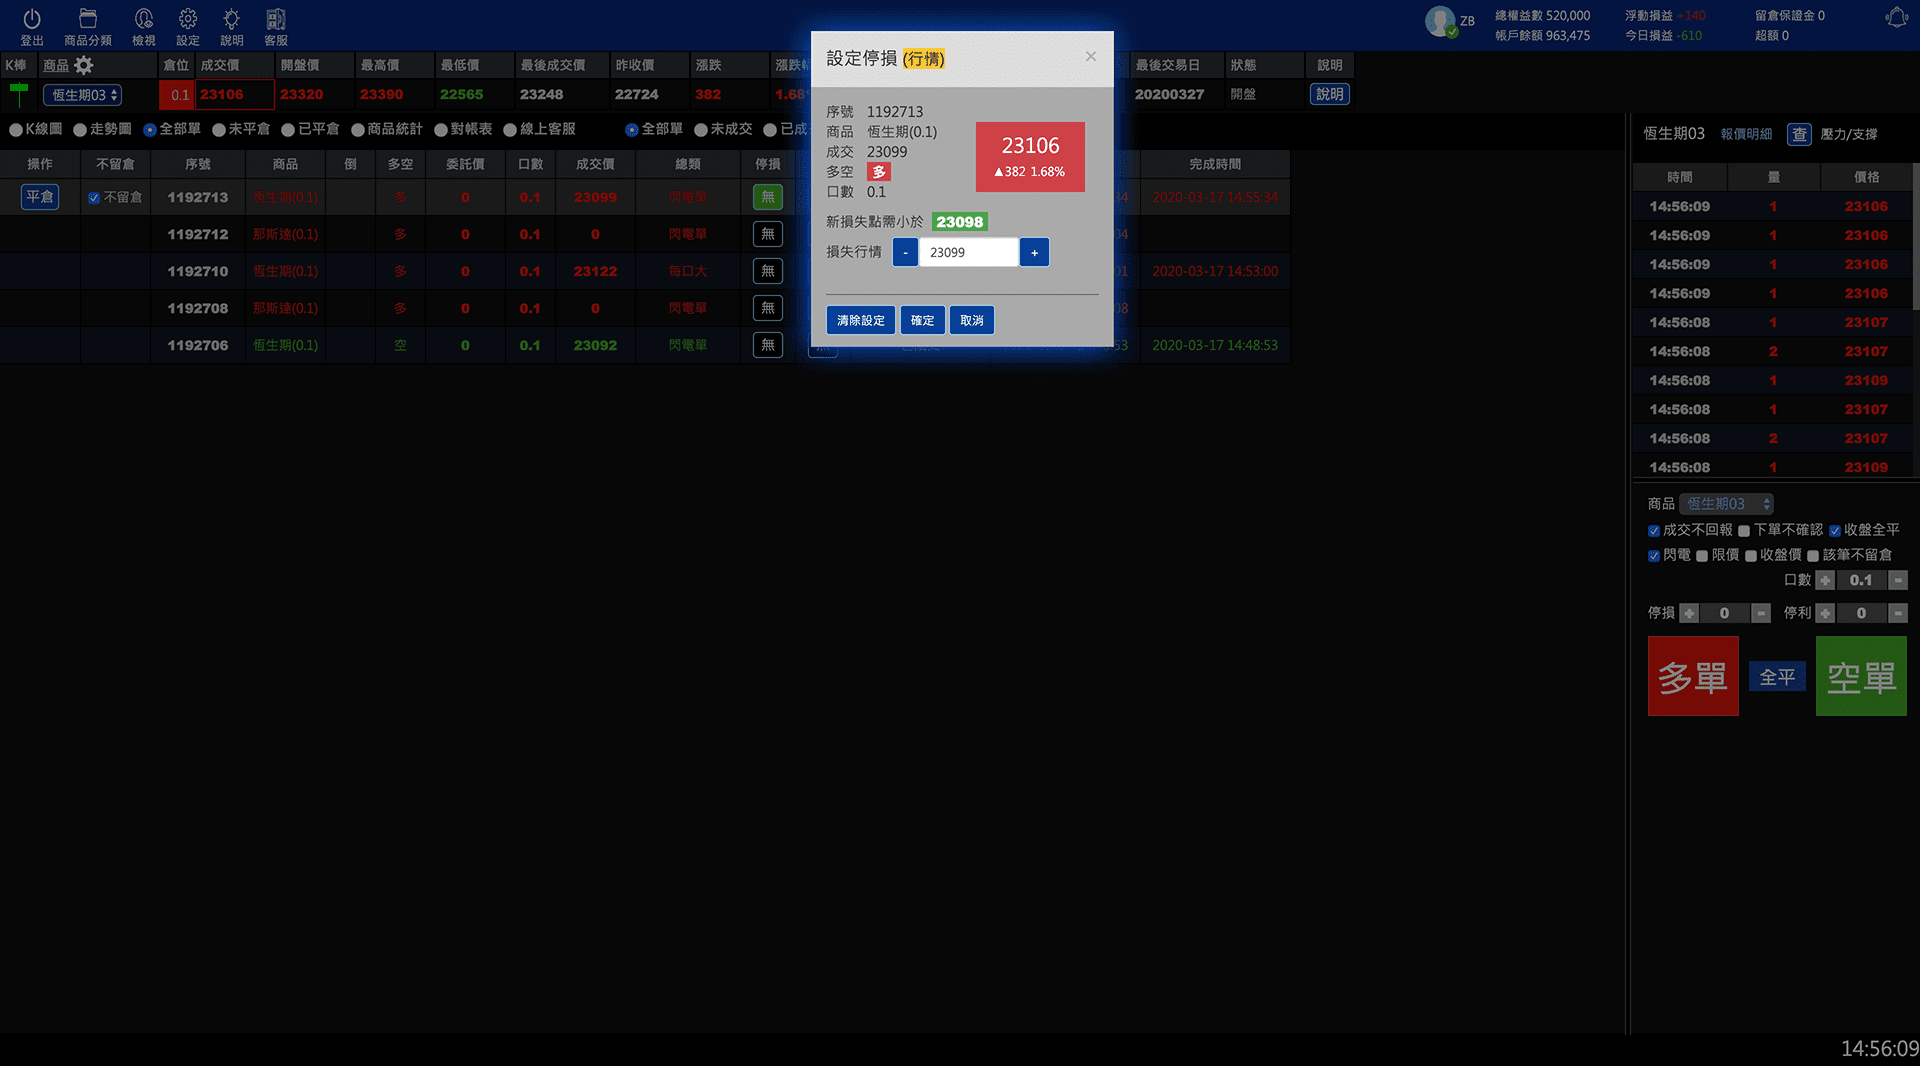 登出 商品分類 檢視 設定 說明 客服
ZB 總權益數 520,000 浮動損益 +140 留倉保證金 0
帳戶餘額 963,475 今日損益 -610 超額 0
K棒 商品 倉位 成交價 開盤價 最高價 最低價 最後成交價 昨收價 漲跌 最後交易日 狀態 說明
恆生期03 0.1 23106 23320 23390 22565 23248 22724 382 20200327 開盤 說明
K線圖 走勢圖 全部單 未平倉 已平倉 商品統計 對帳表 線上客服 全部單 未成交
操作 不留倉 序號 商品 倒 多空 委託價 口數 成交價 總類 停損 完成時間
平倉 不留倉 1192713 恆生期(0.1) 多 0 0.1 23099 閃電單 無 2020-03-17 14:55:34
1192712 那斯達(0.1) 多 0 0.1 0 閃電單 無
1192710 恆生期(0.1) 多 0 0.1 23122 每口大 無 2020-03-17 14:53:00
1192708 那斯達(0.1) 多 0 0.1 0 閃電單 無
1192706 恆生期(0.1) 空 0 0.1 23092 閃電單 無 2020-03-17 14:48:53
設定停損 (行情) ×
序號 1192713
商品 恆生期(0.1)
成交 23099
多空 多
口數 0.1
23106
▲382 1.68%
新損失點需小於 23098
損失行情 - 23099 +
清除設定 確定 取消
恆生期03 報價明細 查 壓力/支撐
時間 量 價格
14:56:09 1 23106
14:56:09 1 23106
14:56:09 1 23106
14:56:09 1 23106
14:56:08 1 23107
14:56:08 2 23107
14:56:08 1 23109
14:56:08 1 23107
14:56:08 2 23107
14:56:08 1 23109
商品 恆生期03
成交不回報 下單不確認 收盤全平
閃電 限價 收盤價 該筆不留倉
口數 + 0.1 -
停損 + 0 - 停利 + 0 -
多單 全平 空單
14:56:09